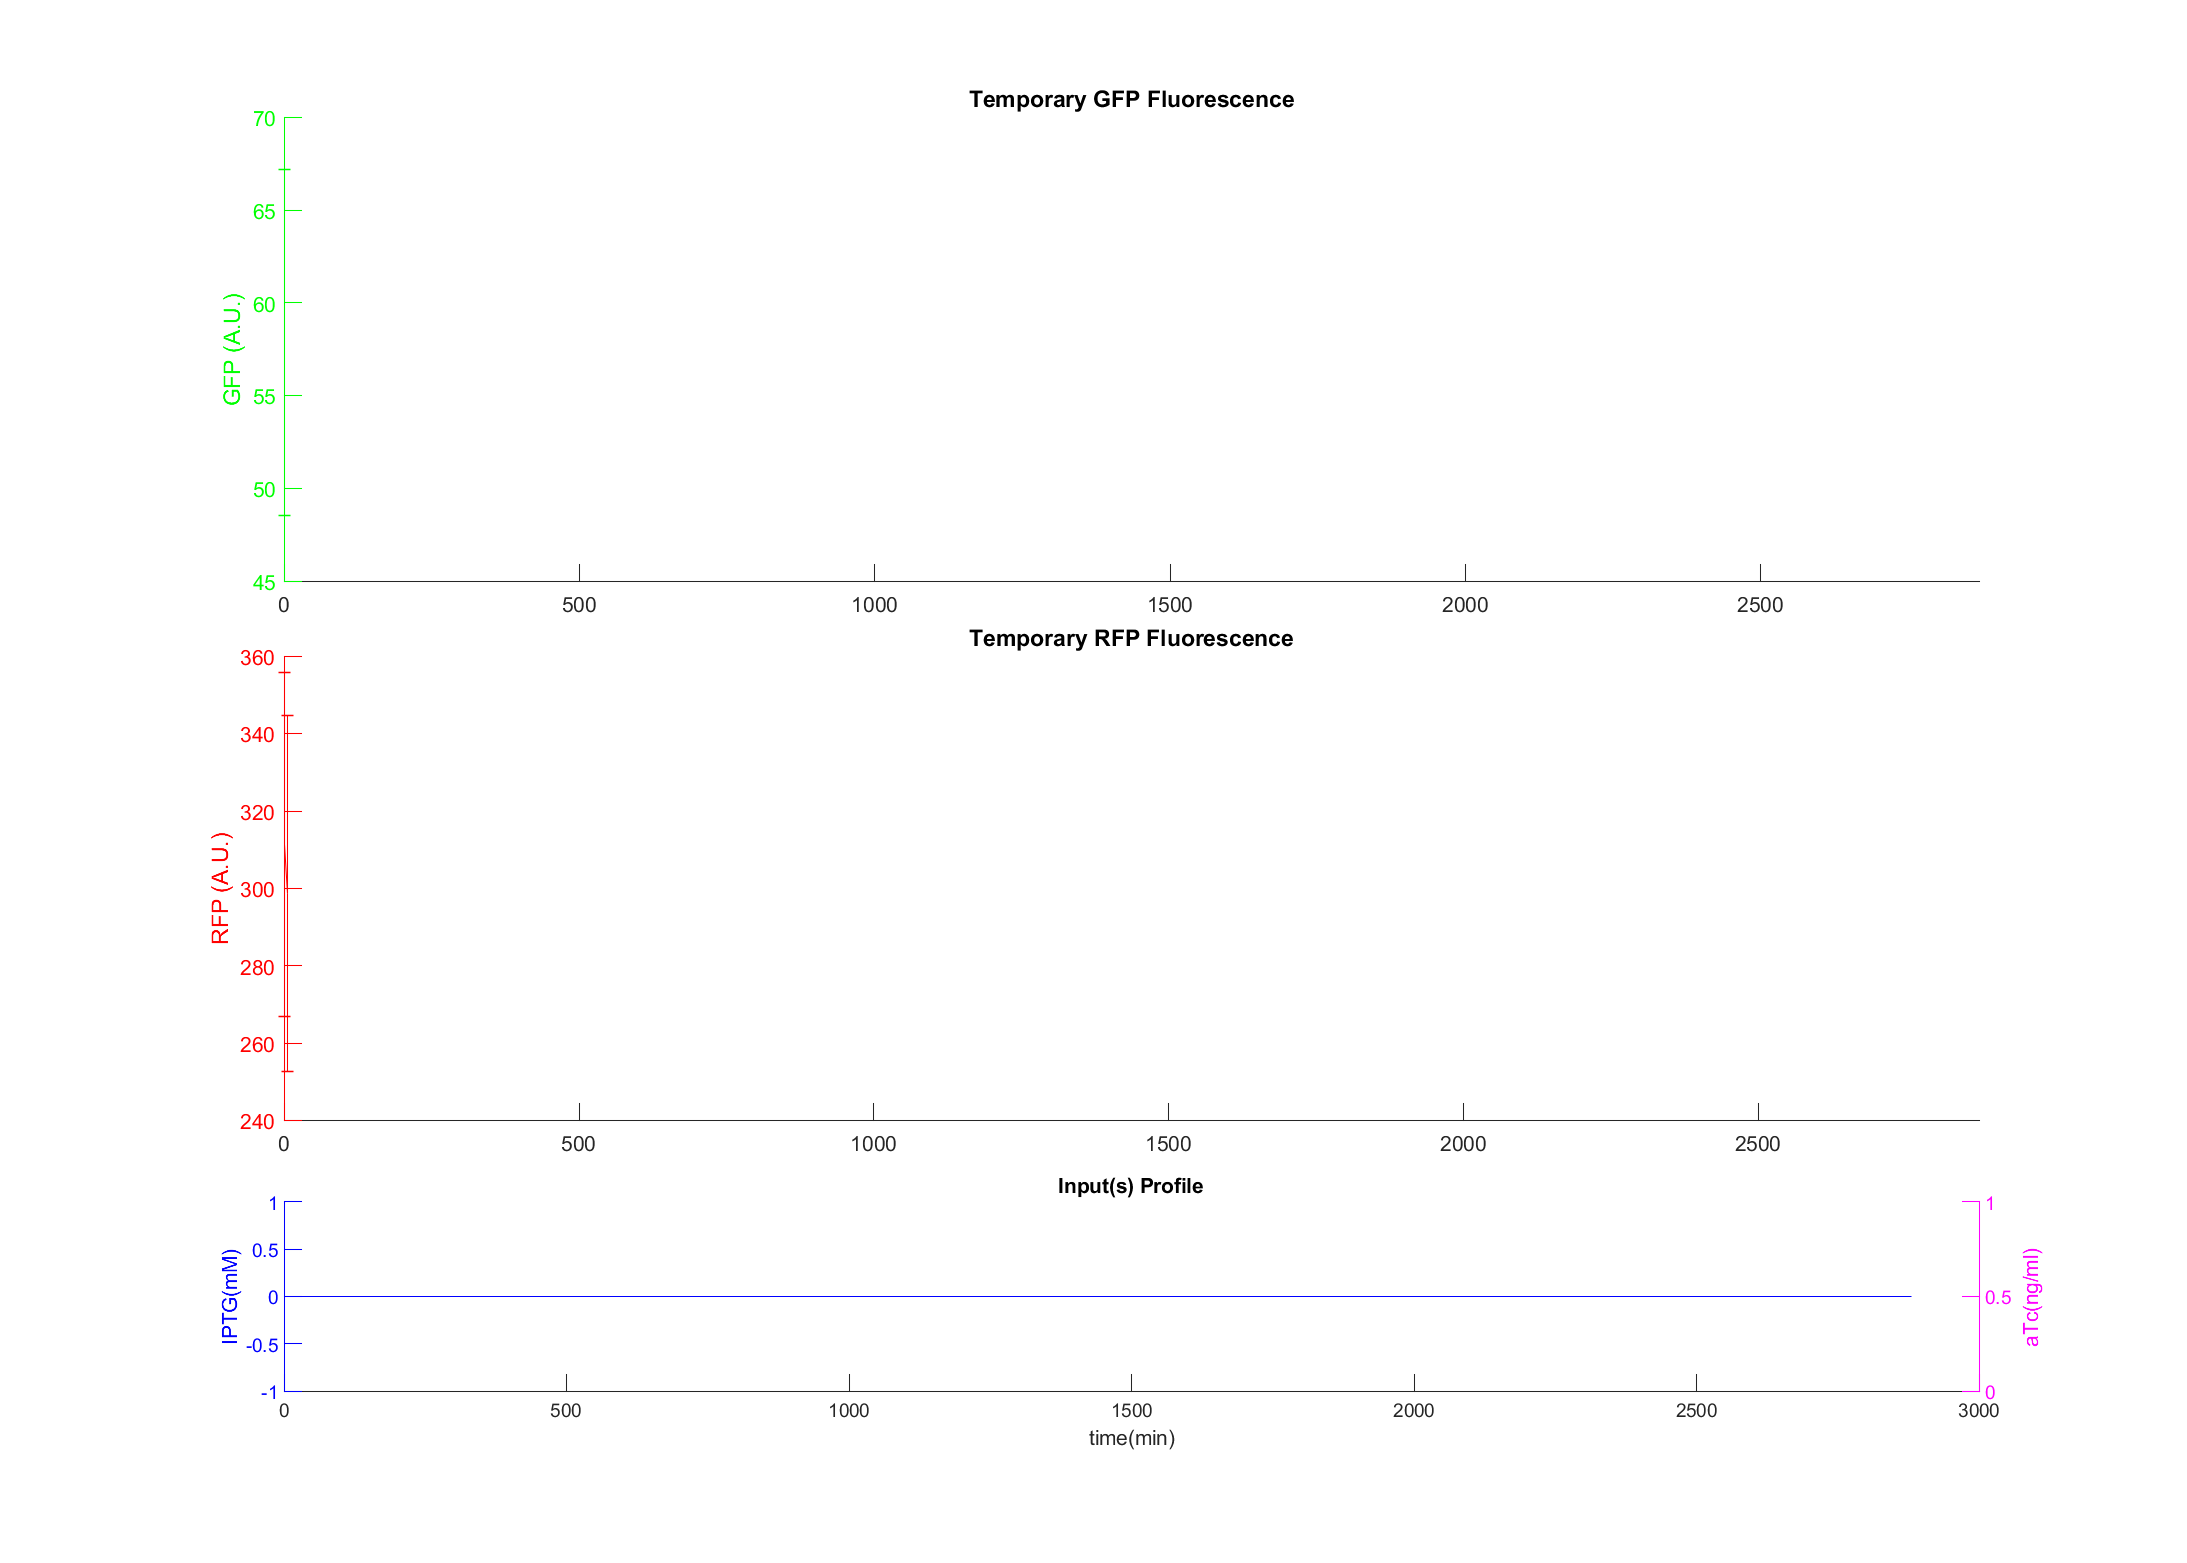 Temporary GFP Fluorescence
70
65
60
55
50
45
GFP (A.U.)
0 500 1000 1500 2000 2500
Temporary RFP Fluorescence
360
340
320
300
280
260
240
RFP (A.U.)
0 500 1000 1500 2000 2500
Input(s) Profile
1
0.5
0
-0.5
-1
IPTG(mM)
1
0.5
0
aTc(ng/ml)
0 500 1000 1500 2000 2500 3000
time(min)